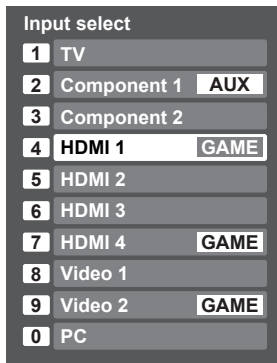 Input select
1 TV
2 Component 1 AUX
3 Component 2
4 HDMI 1 GAME
5 HDMI 2
6 HDMI 3
7 HDMI 4 GAME
8 Video 1
9 Video 2 GAME
0 PC